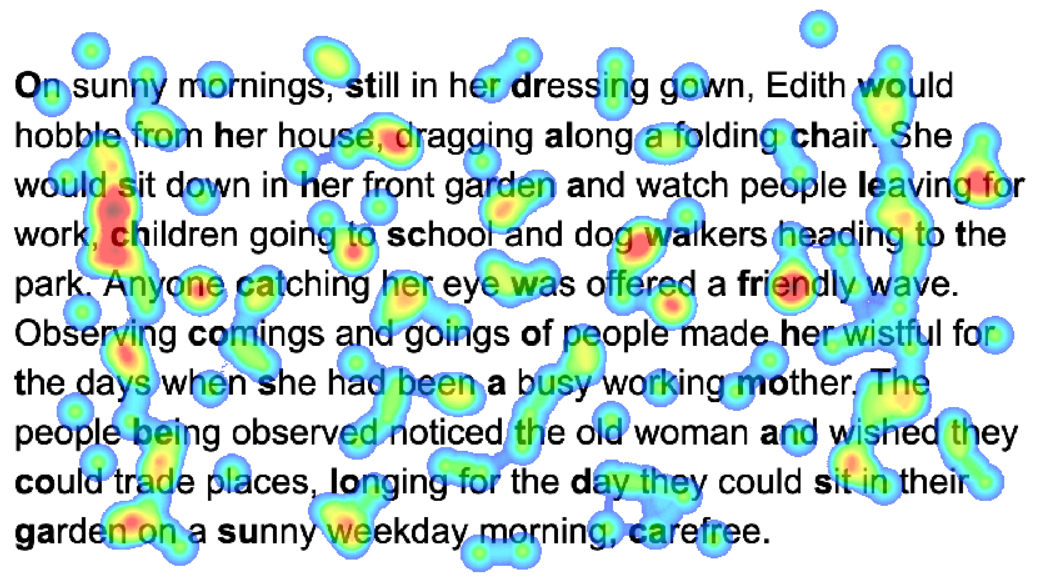 On sunny mornings, still in her dressing gown, Edith would
hobble from her house, dragging along a folding chair. She
would sit down in her front garden and watch people leaving for
work, children going to school and dog walkers heading to the
park. Anyone catching her eye was offered a friendly wave.
Observing comings and goings of people made her wistful for
the days when she had been a busy working mother. The
people being observed noticed the old woman and wished they
could trade places, longing for the day they could sit in their
garden on a sunny weekday morning, carefree.